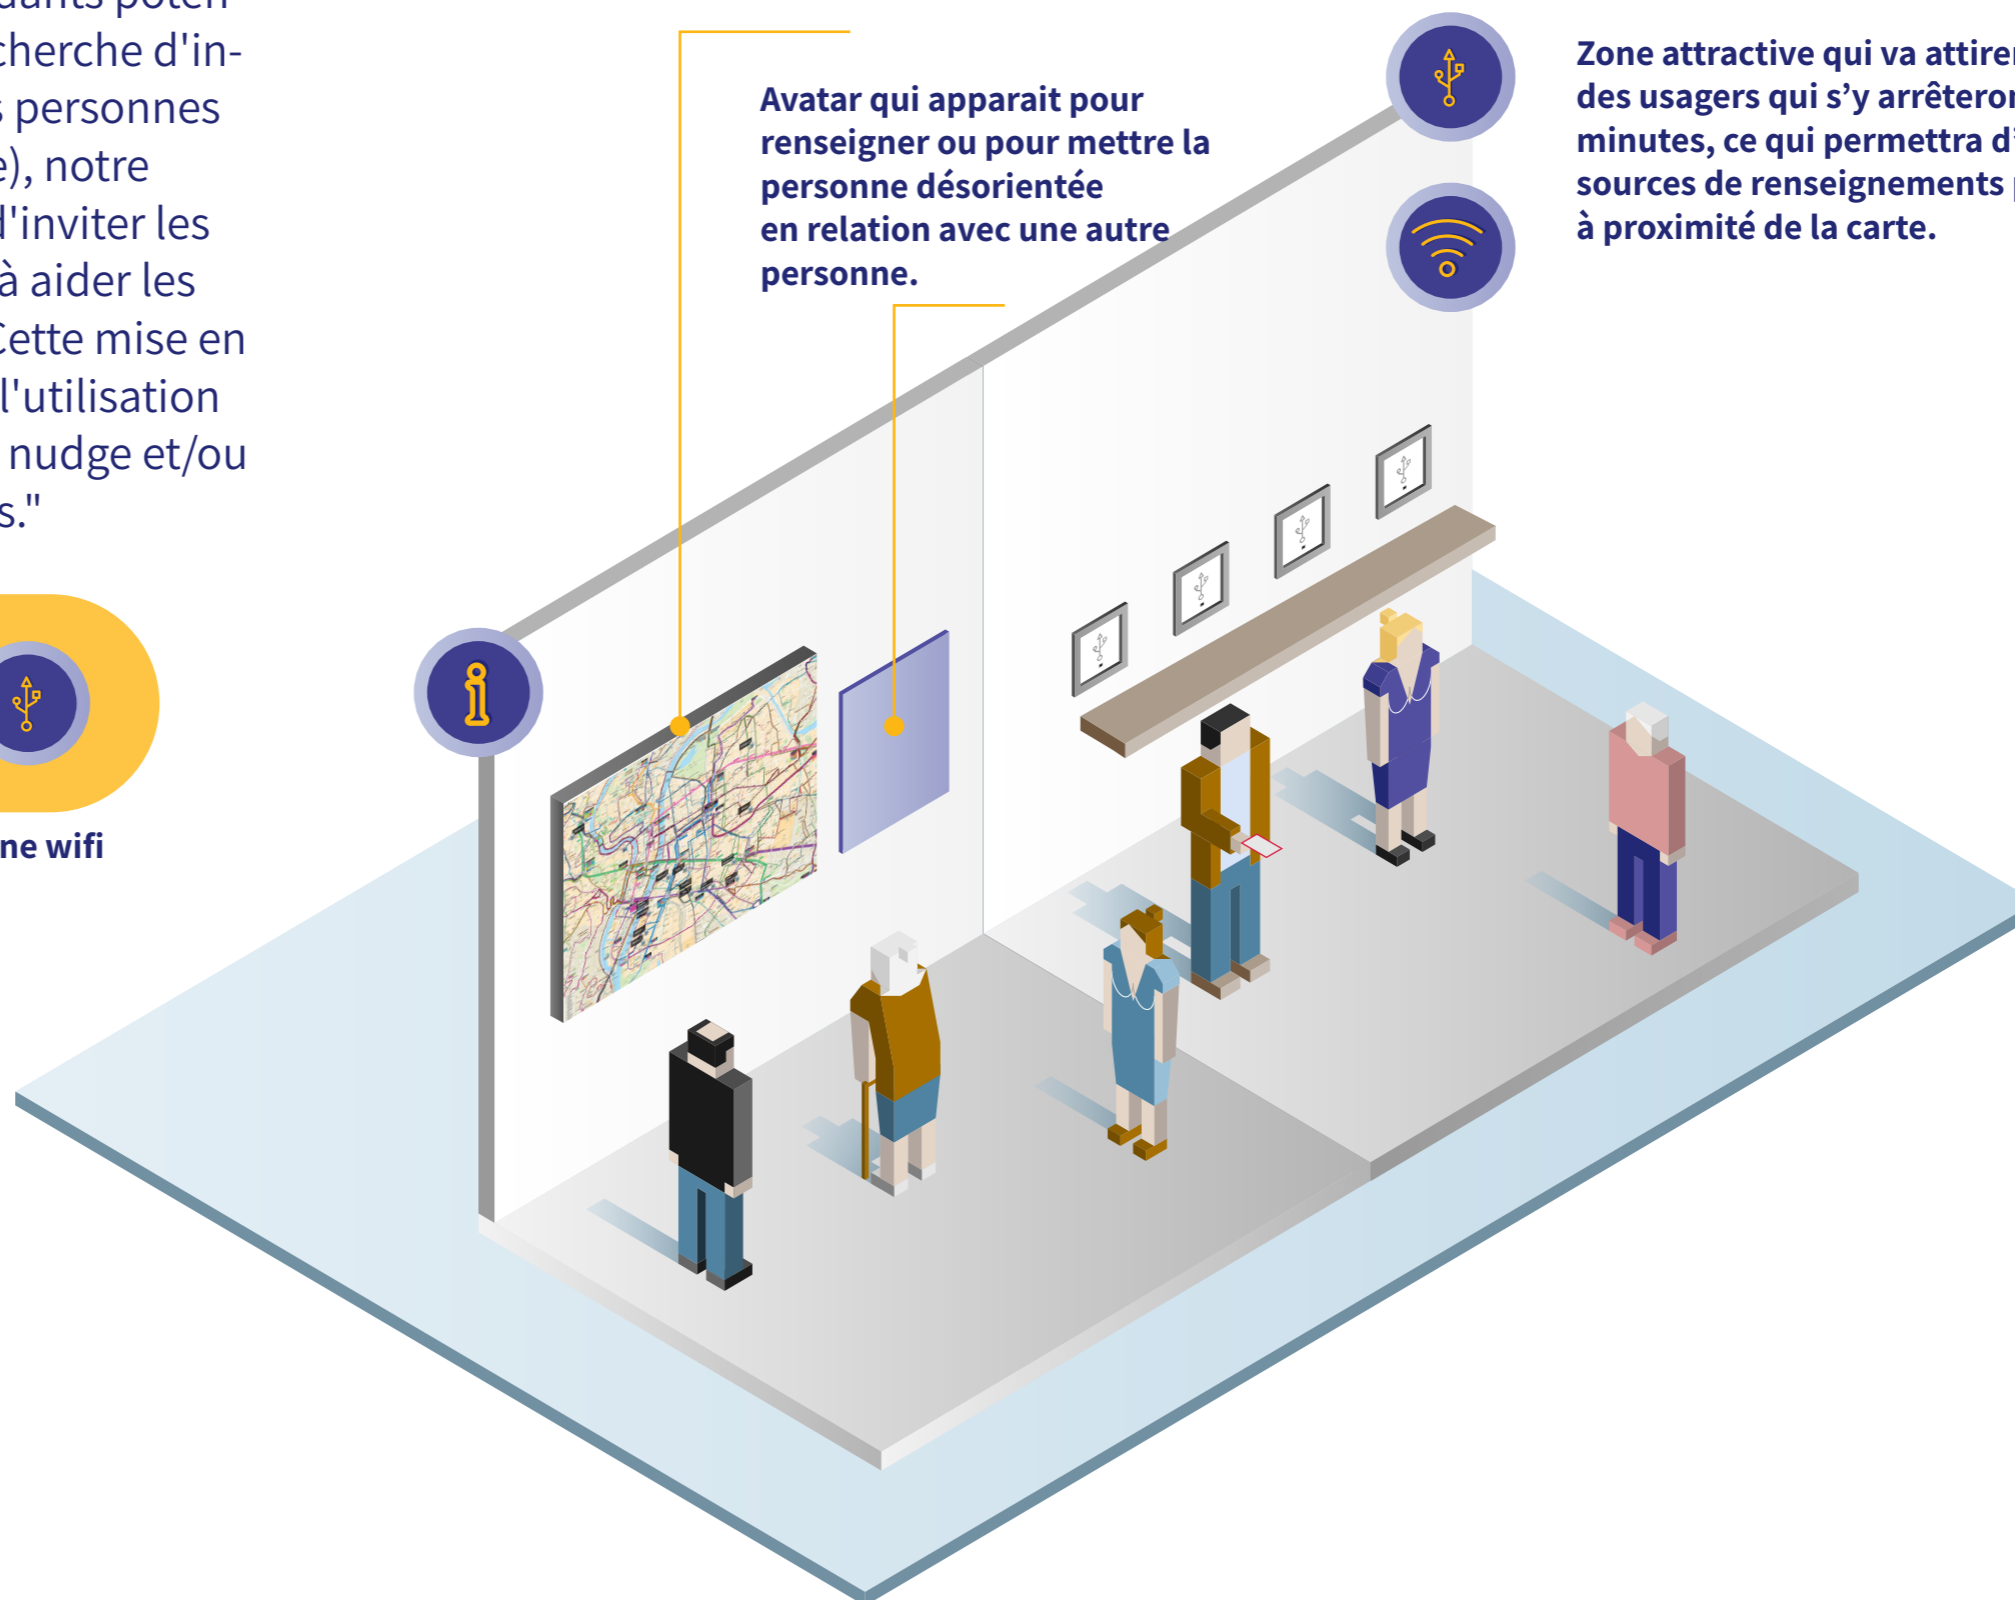 cherche d'in-
personnes
notre
d'inviter les
à aider les
Cette mise en
l'utilisation
nudge et/ou
s."
ne wifi
Avatar qui apparait pour
renseigner ou pour mettre la
personne désorientée
en relation avec une autre
personne.
Zone attractive qui va attirer
des usagers qui s’y arrêteron
minutes, ce qui permettra d’
sources de renseignements
à proximité de la carte.